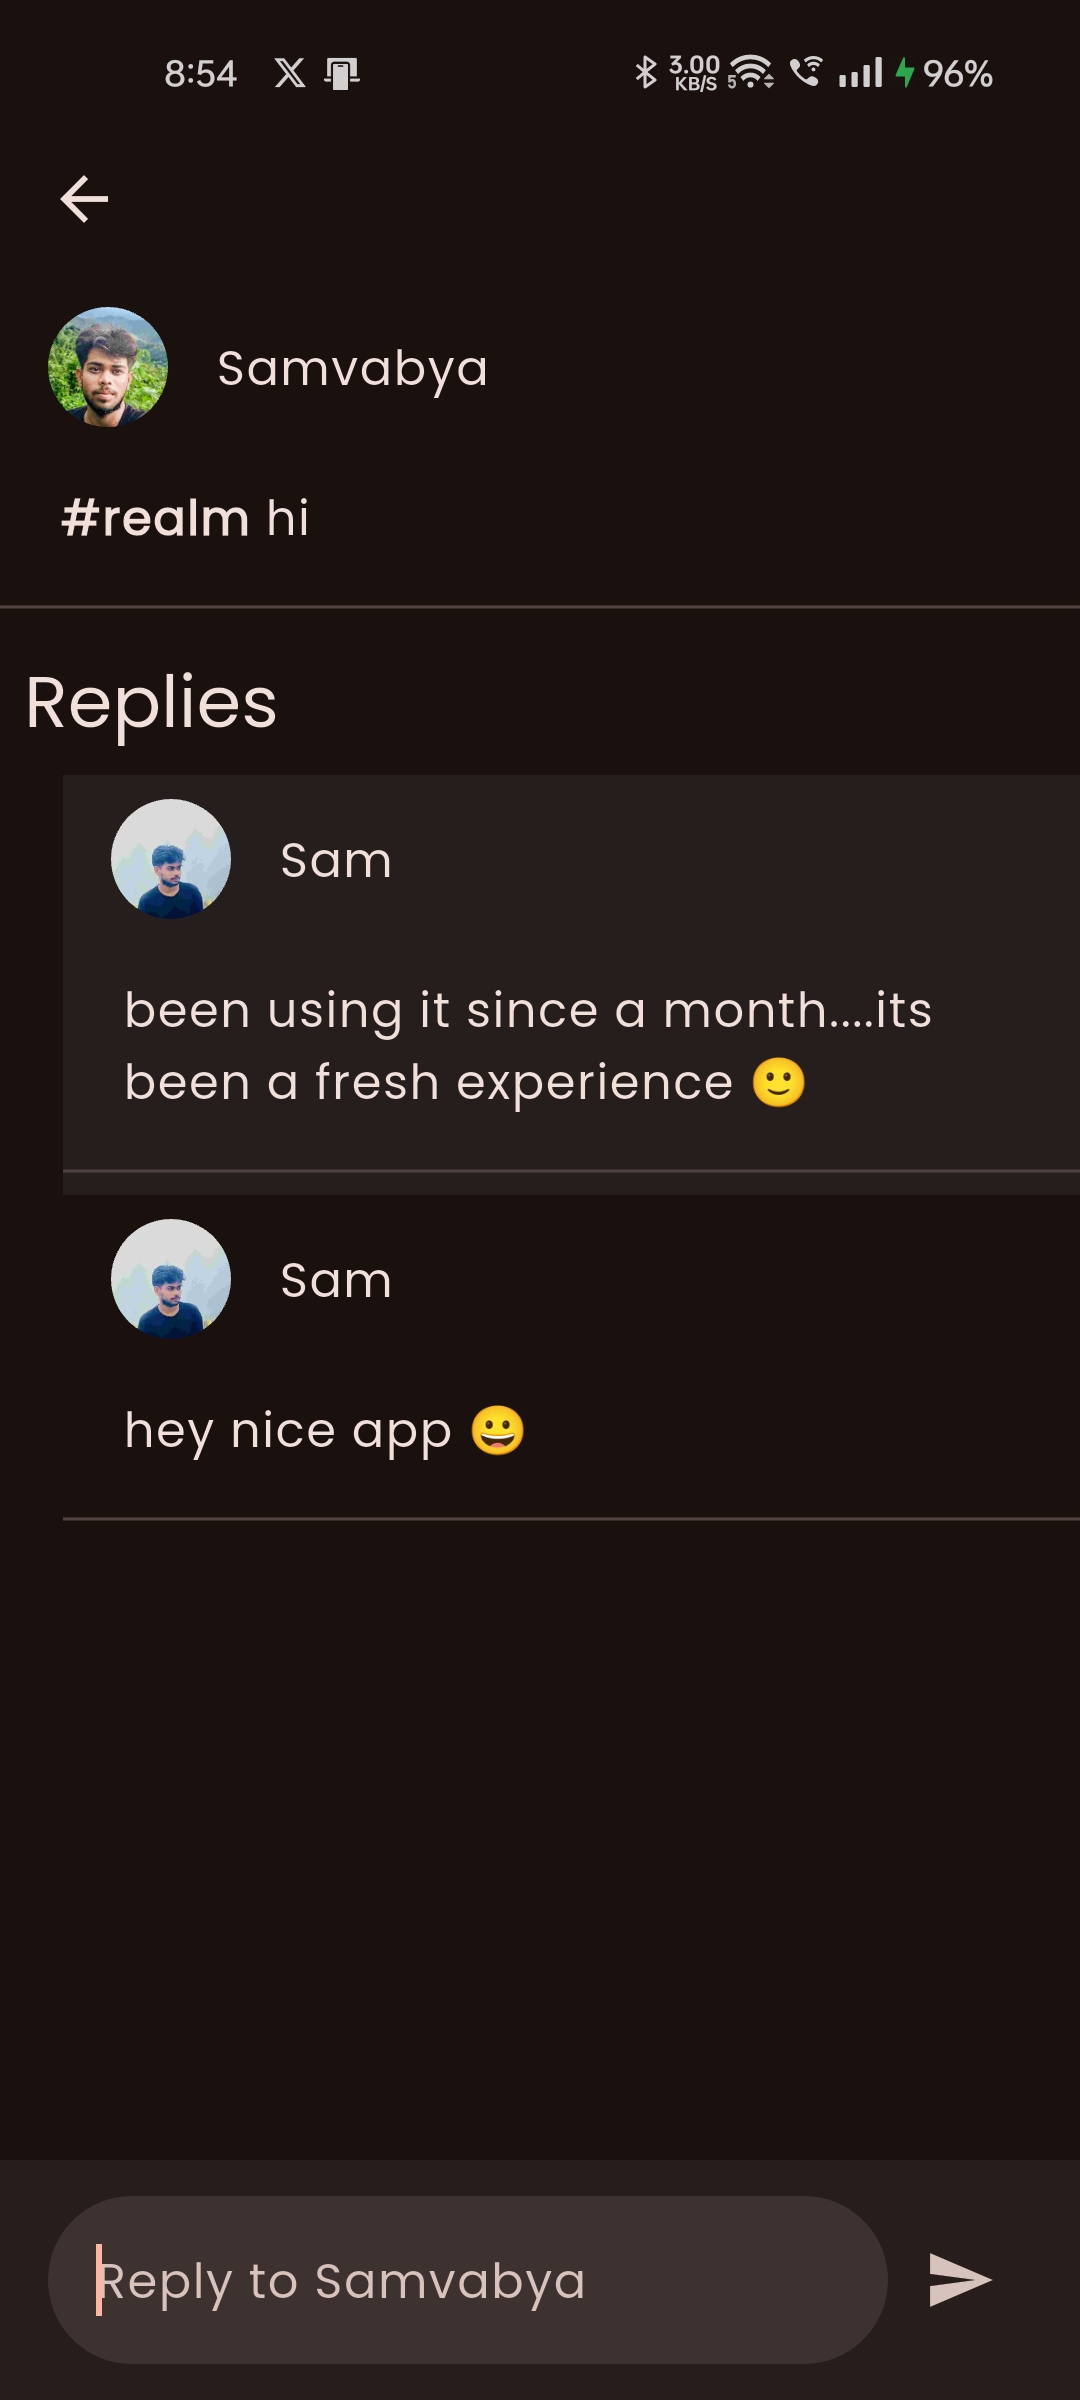 8:54
3.00
KB/S
5
96%
Samvabya
#realm hi
Replies
Sam
been using it since a month....its
been a fresh experience 🙂
Sam
hey nice app 😀
Reply to Samvabya